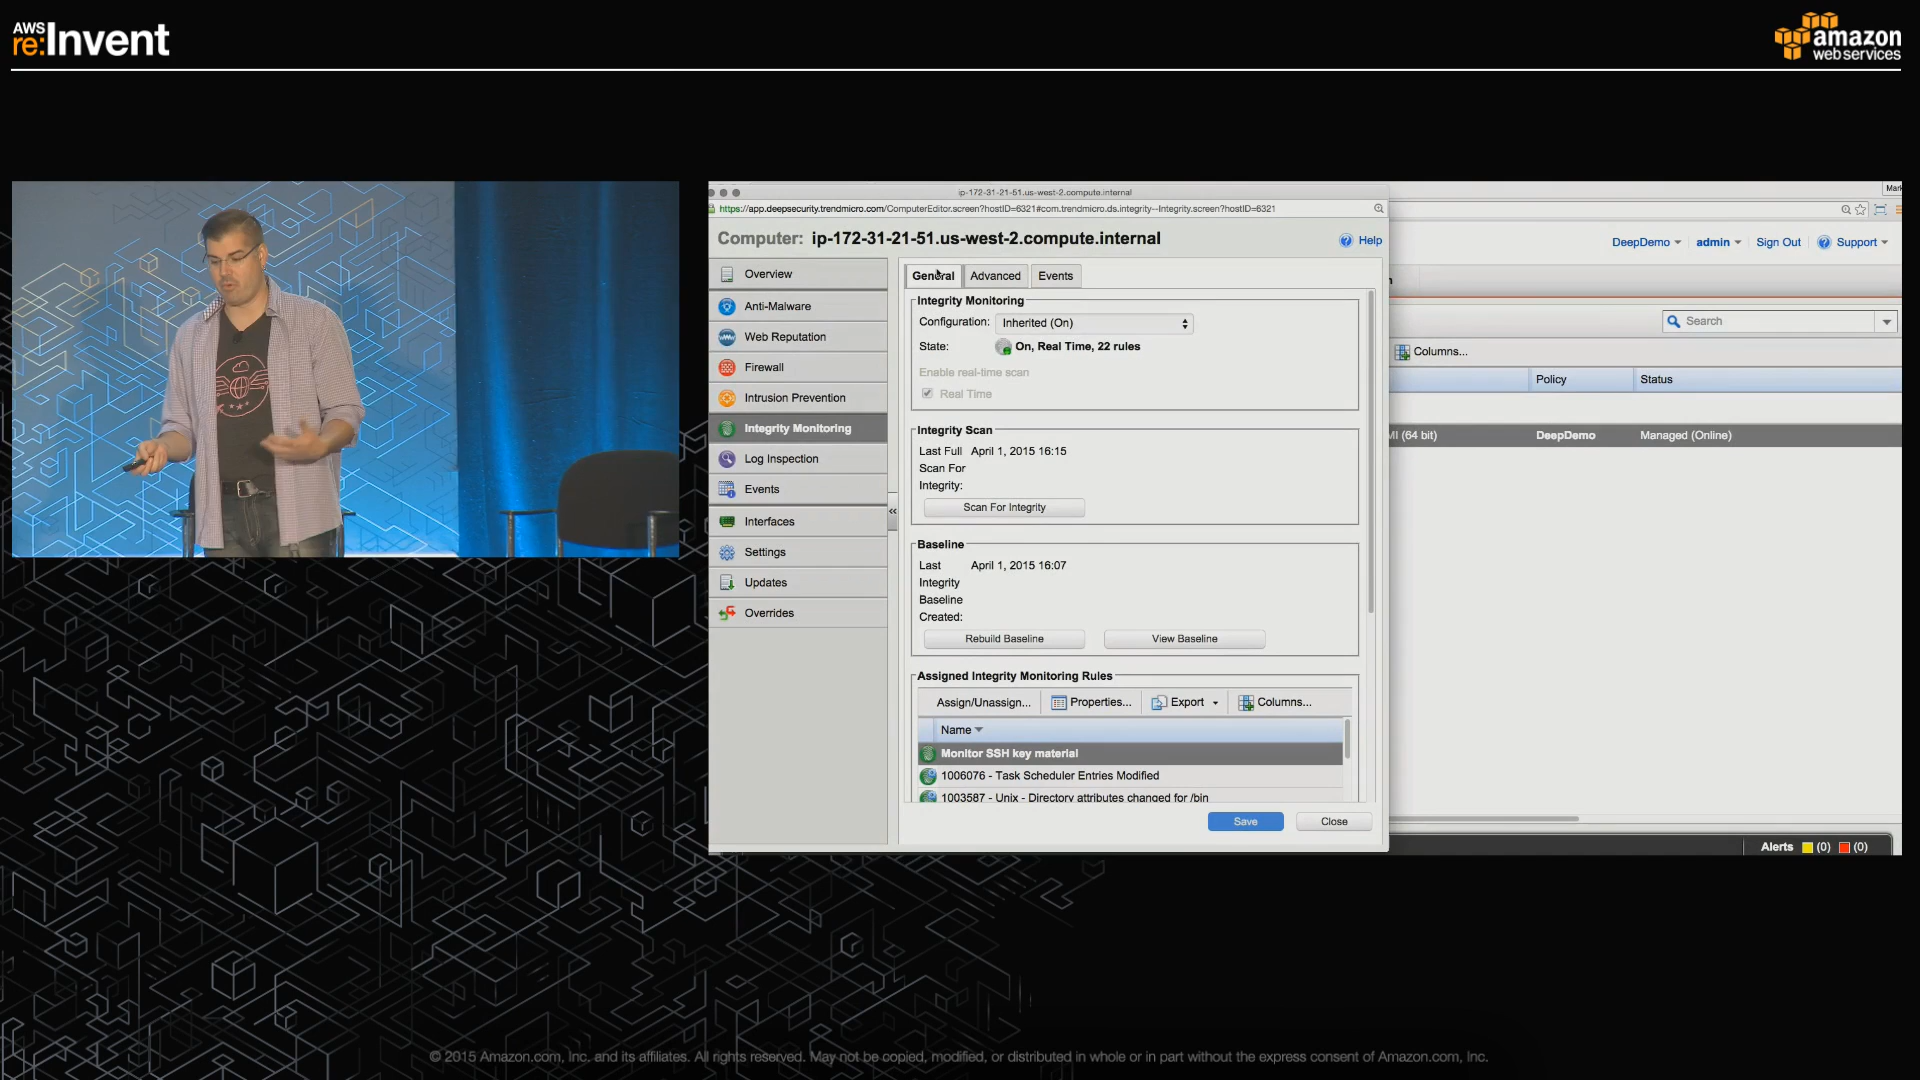 AWS
re:Invent
amazon
web services
ip-172-31-21-51.us-west-2.compute.internal
https://app.deepsecurity.trendmicro.com/ComputerEditor.screen?hostID=6321#com.trendmicro.ds.integrity--Integrity.screen?hostID=6321
Computer: ip-172-31-21-51.us-west-2.compute.internal
Help
Overview
Anti-Malware
Web Reputation
Firewall
Intrusion Prevention
Integrity Monitoring
Log Inspection
Events
Interfaces
Settings
Updates
Overrides
«
General
Advanced
Events
Integrity Monitoring
Configuration: Inherited (On)
State: On, Real Time, 22 rules
Enable real-time scan
Real Time
Integrity Scan
Last Full April 1, 2015 16:15
Scan For
Integrity:
Scan For Integrity
Baseline
Last April 1, 2015 16:07
Integrity
Baseline
Created:
Rebuild Baseline
View Baseline
Assigned Integrity Monitoring Rules
Assign/Unassign... Properties... Export Columns...
Name
Monitor SSH key material
1006076 - Task Scheduler Entries Modified
1003587 - Unix - Directory attributes changed for /bin
Save
Close
Mark
DeepDemo admin Sign Out Support
n
Search
Columns...
Policy Status
MI (64 bit) DeepDemo Managed (Online)
Alerts (0) (0)
© 2015 Amazon.com, Inc. and its affiliates. All rights reserved. May not be copied, modified, or distributed in whole or in part without the express consent of Amazon.com, Inc.